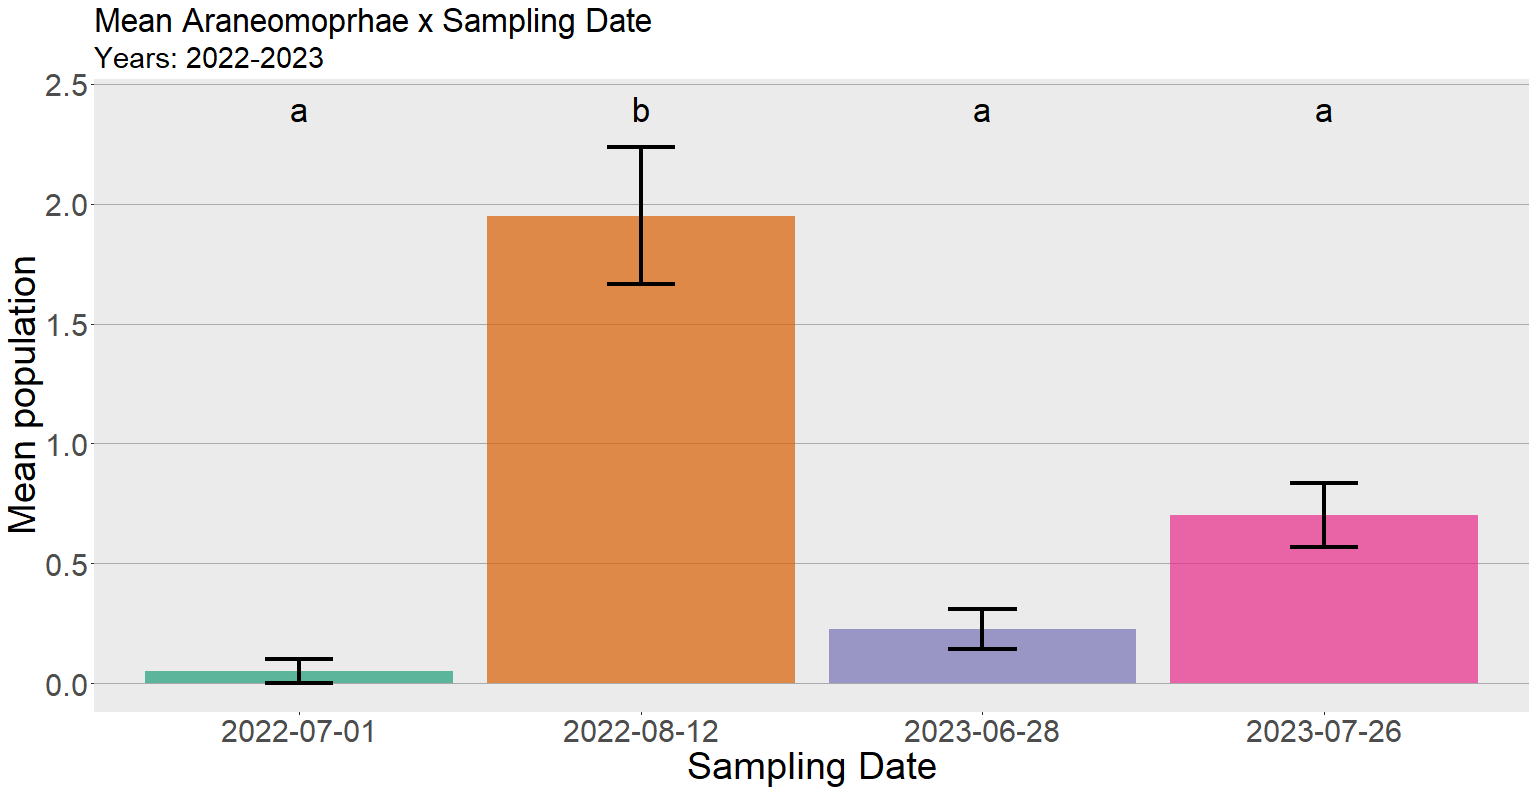 Mean Araneomoprhae x Sampling Date
Years: 2022-2023
2.5
a b a a
2.0
1.5
1.0
0.5
0.0
Mean population
2022-07-01 2022-08-12 2023-06-28 2023-07-26
Sampling Date